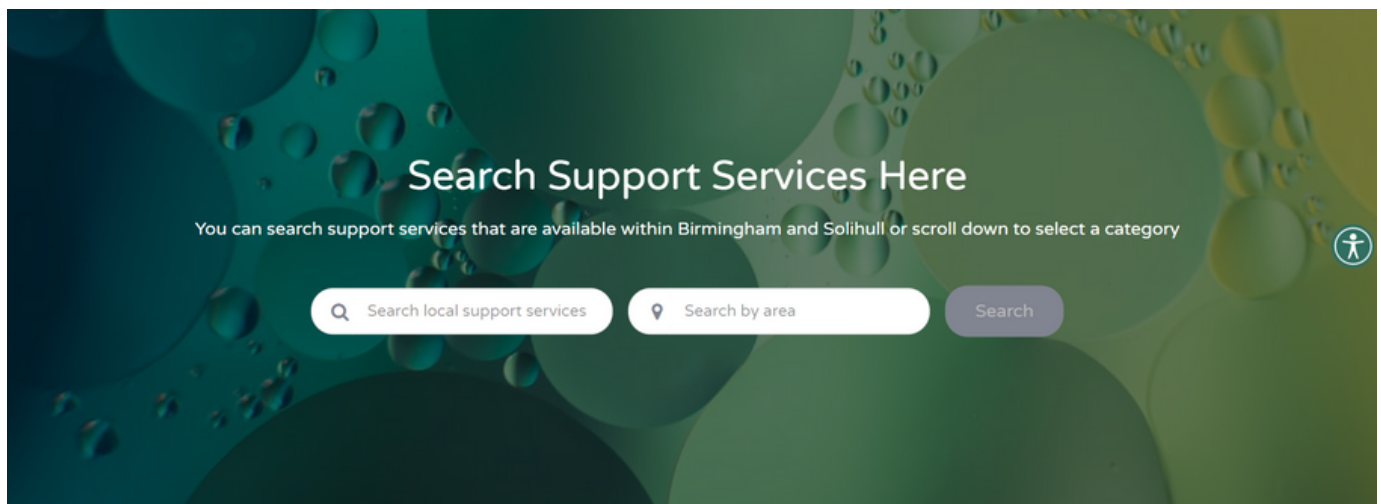 Search Support Services Here
You can search support services that are available within Birmingham and Solihull or scroll down to select a category
Search local support services
Search by area
Search